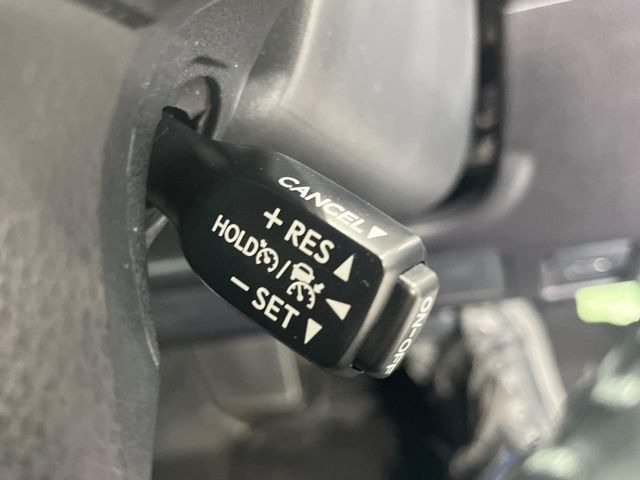 CANCEL
+ RES
HOLD /
- SET
ON-OFF